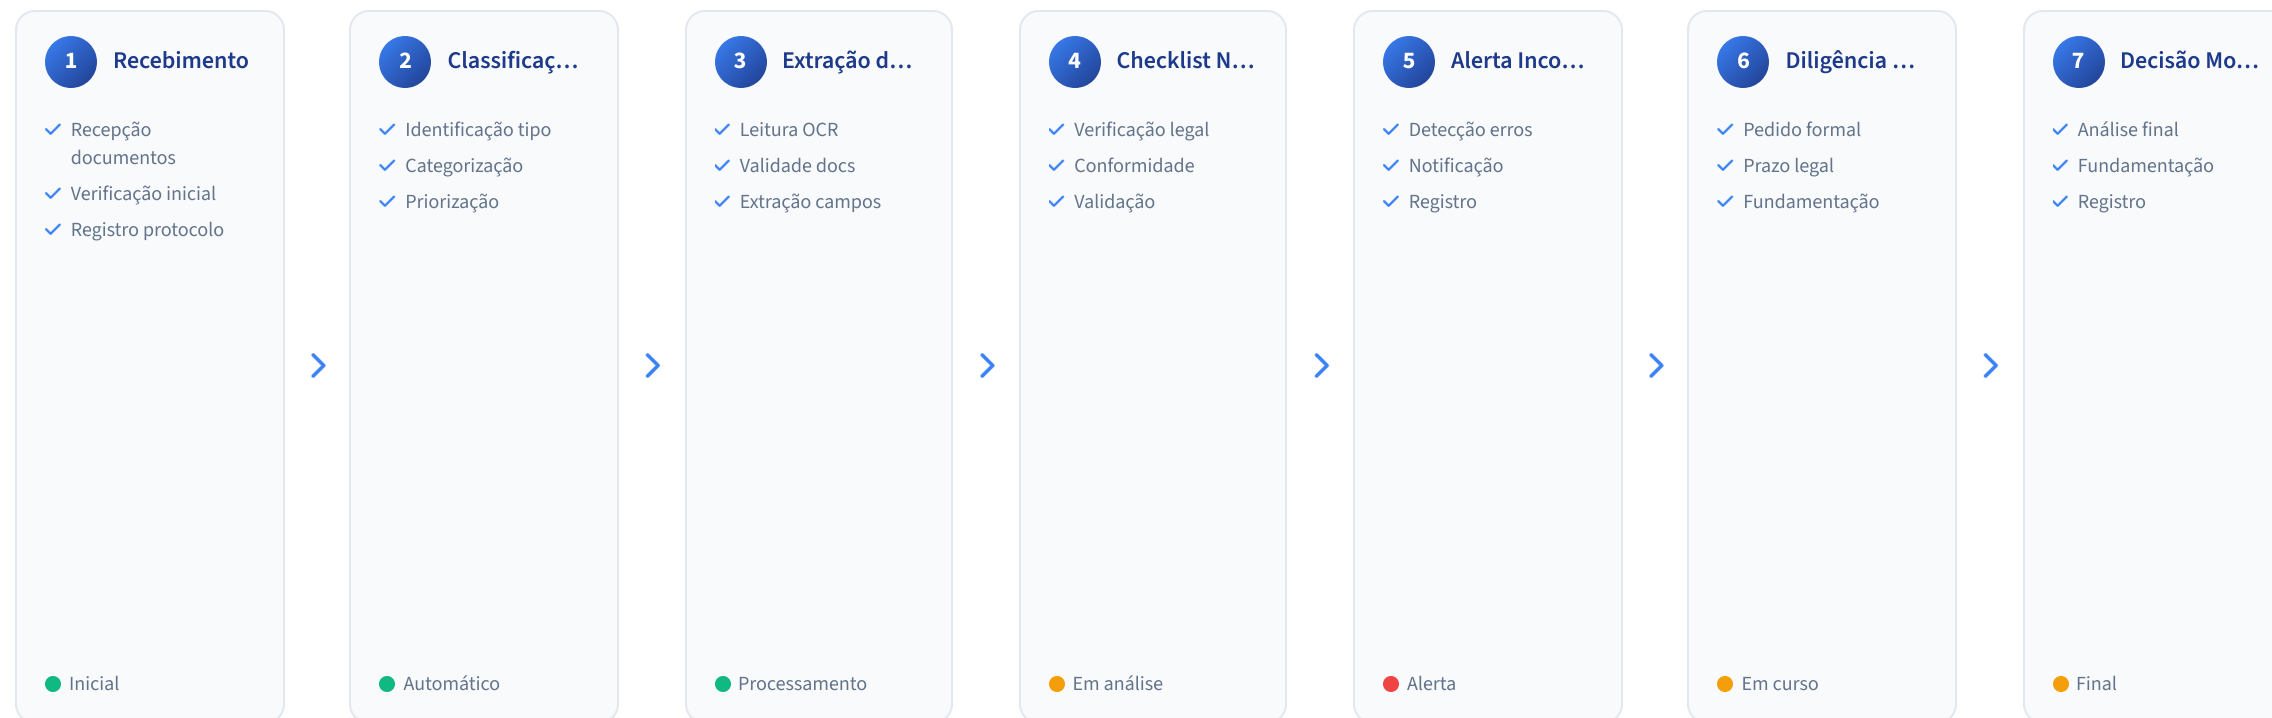 1 Recebimento
Recepção
documentos
Verificação inicial
Registro protocolo
Inicial
2 Classificaç...
Identificação tipo
Categorização
Priorização
Automático
3 Extração d...
Leitura OCR
Validade docs
Extração campos
Processamento
4 Checklist N...
Verificação legal
Conformidade
Validação
Em análise
5 Alerta Inco...
Detecção erros
Notificação
Registro
Alerta
6 Diligência ...
Pedido formal
Prazo legal
Fundamentação
Em curso
7 Decisão Mo...
Análise final
Fundamentação
Registro
Final